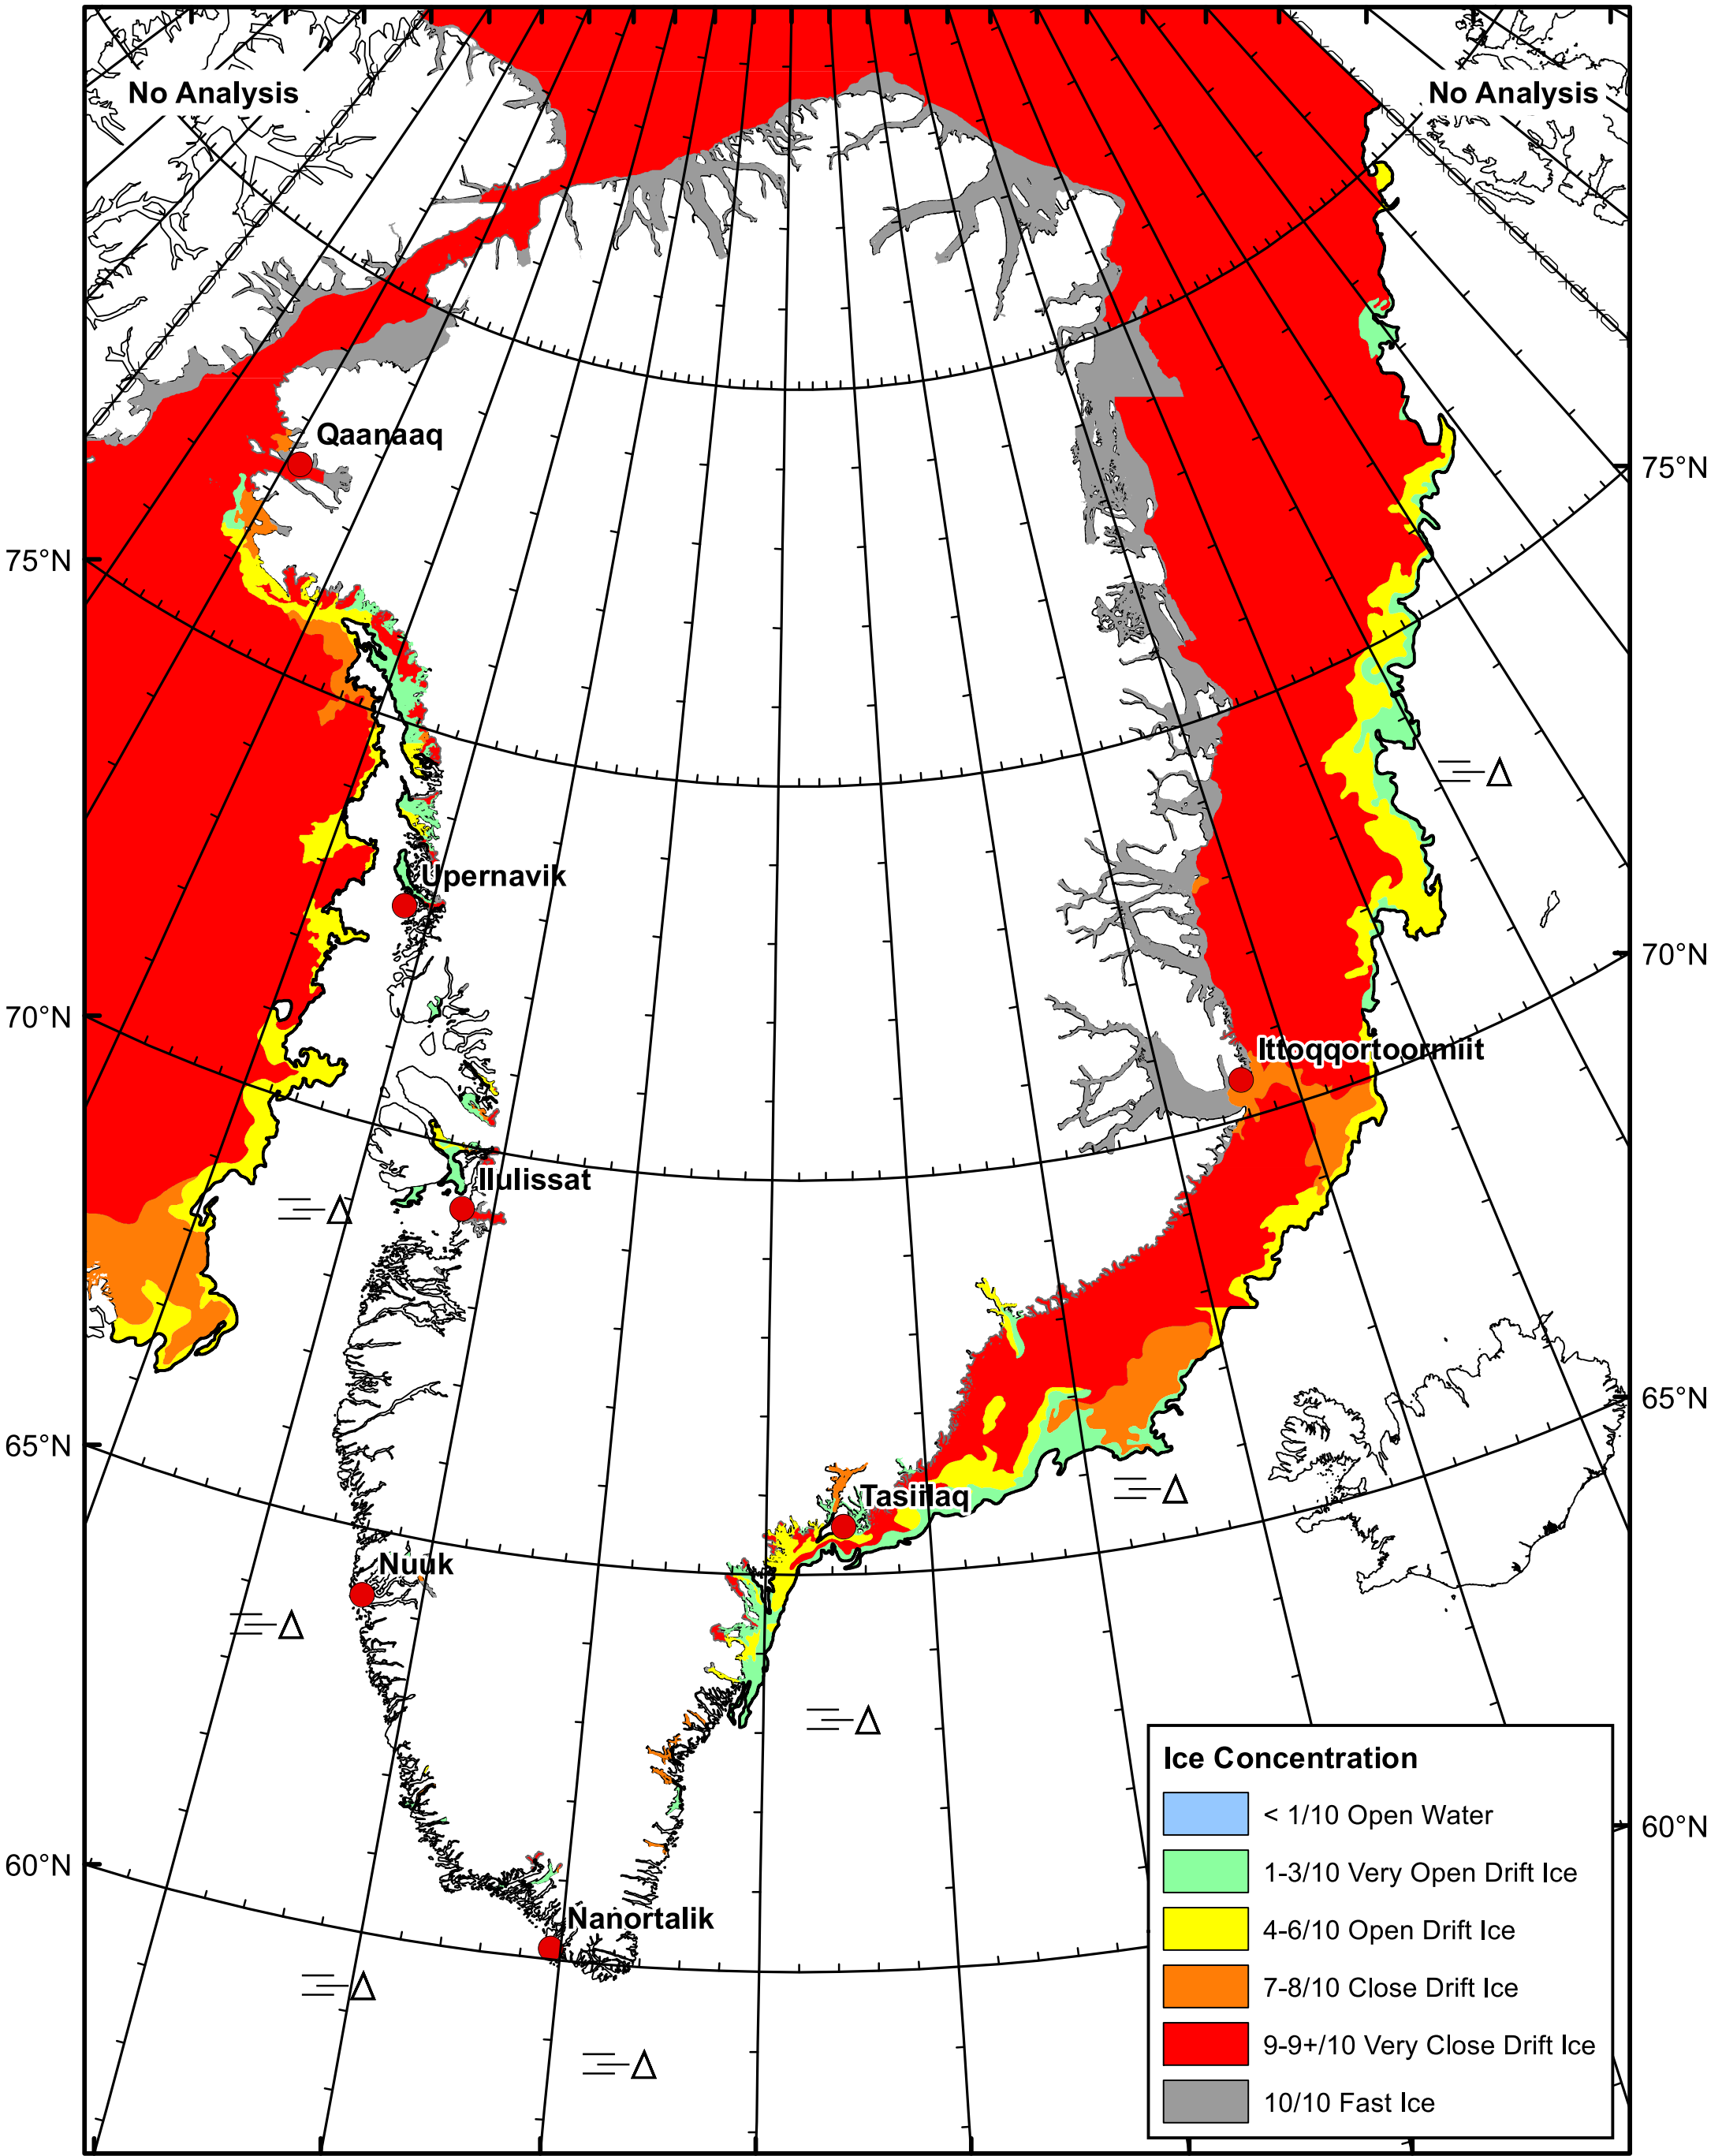 No Analysis
No Analysis
Qaanaaq
75°N
75°N
Upernavik
70°N
70°N
Ittoqqortoormiit
Ilulissat
65°N
65°N
Tasiilaq
Nuuk
Ice Concentration
< 1/10 Open Water
60°N
1-3/10 Very Open Drift Ice
60°N
Nanortalik
4-6/10 Open Drift Ice
7-8/10 Close Drift Ice
9-9+/10 Very Close Drift Ice
10/10 Fast Ice